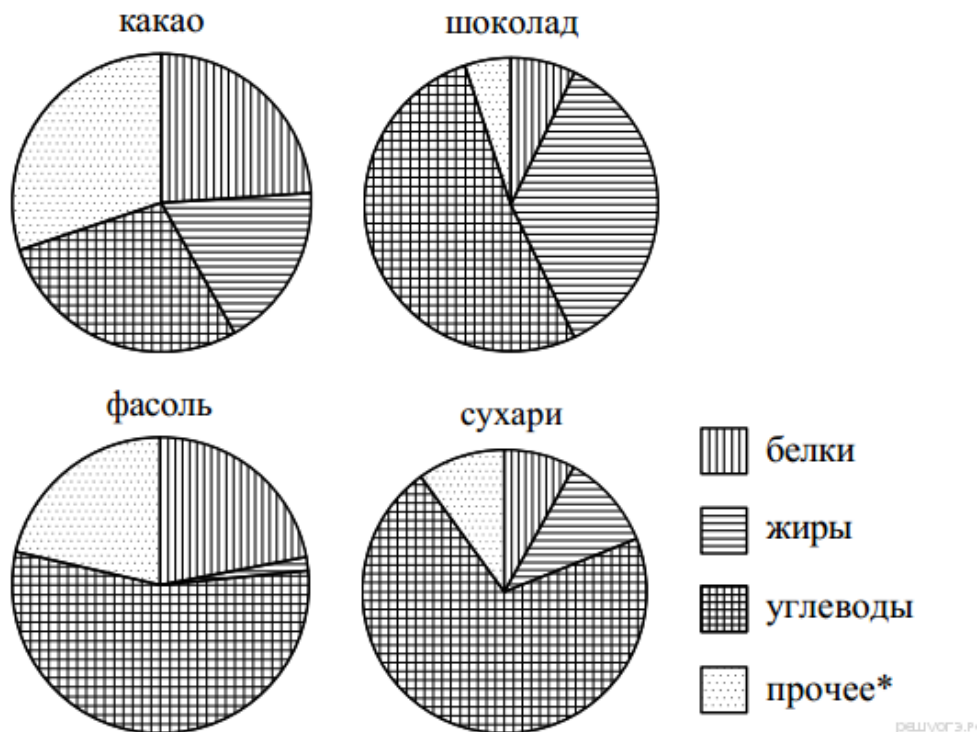 какао
шоколад
фасоль
сухари
белки
жиры
углеводы
прочее*